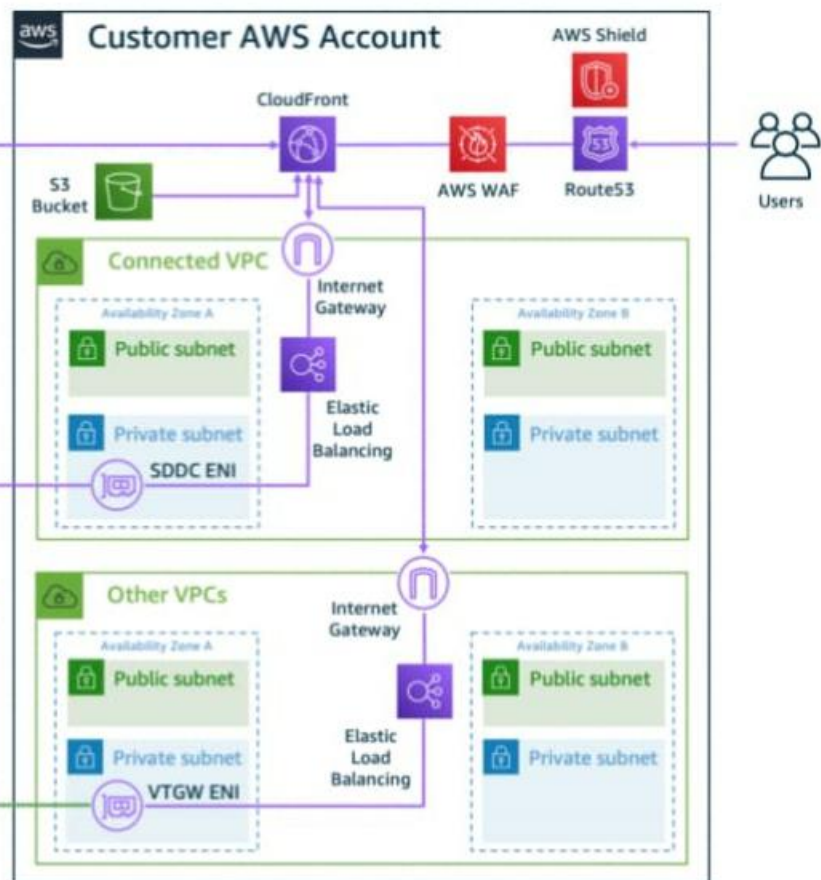 aws
Customer AWS Account
AWS Shield
CloudFront
53
S3
Bucket
AWS WAF
Route53
Users
Connected VPC
Internet
Gateway
Availability Zone A
Availability Zone B
Public subnet
Public subnet
Elastic
Load
Balancing
Private subnet
Private subnet
SDDC ENI
Other VPCs
Internet
Gateway
Availability Zone A
Availability Zone B
Public subnet
Public subnet
Elastic
Load
Balancing
Private subnet
Private subnet
VTGW ENI